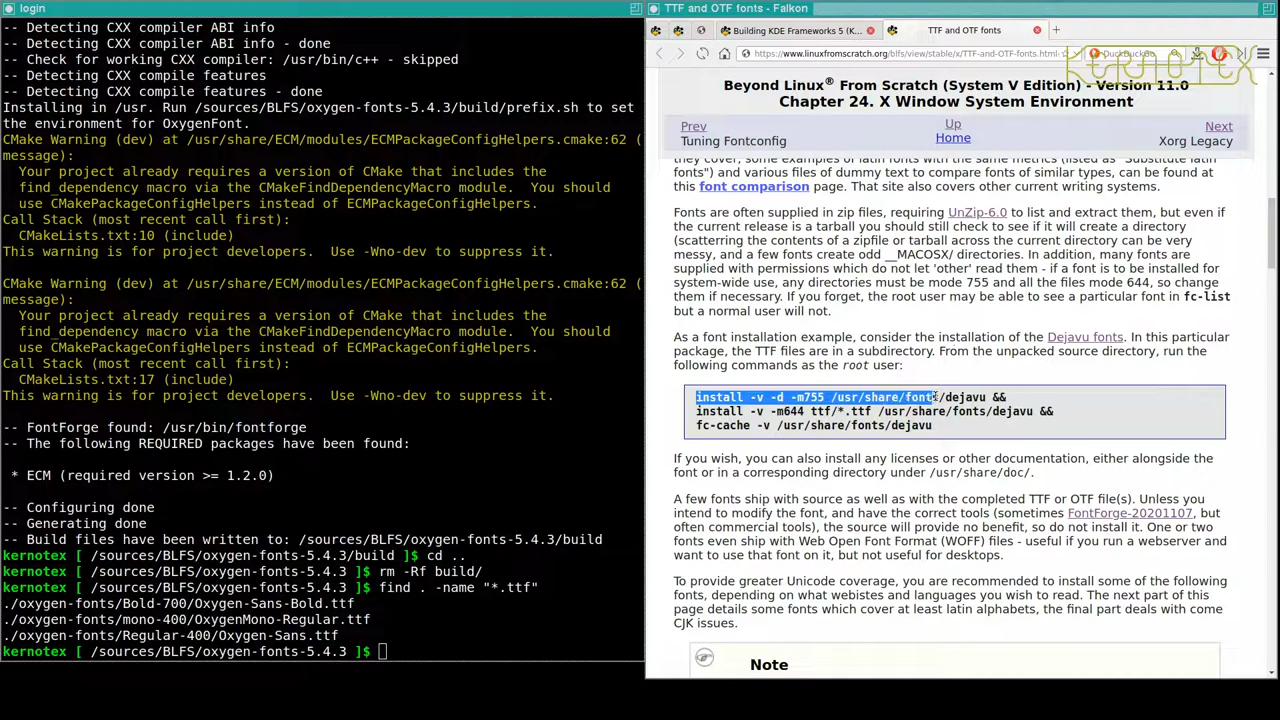 login
-- Detecting CXX compiler ABI info
-- Detecting CXX compiler ABI info - done
-- Check for working CXX compiler: /usr/bin/c++ - skipped
-- Detecting CXX compile features
-- Detecting CXX compile features - done
Installing in /usr. Run /sources/BLFS/oxygen-fonts-5.4.3/build/prefix.sh to set
the environment for OxygenFont.
CMake Warning (dev) at /usr/share/ECM/modules/ECMPackageConfigHelpers.cmake:62 (
message):
Your project already requires a version of CMake that includes the
find_dependency macro via the CMakeFindDependencyMacro module.  You should
use CMakePackageConfigHelpers instead of ECMPackageConfigHelpers.
Call Stack (most recent call first):
CMakeLists.txt:10 (include)
This warning is for project developers.  Use -Wno-dev to suppress it.
CMake Warning (dev) at /usr/share/ECM/modules/ECMPackageConfigHelpers.cmake:62 (
message):
Your project already requires a version of CMake that includes the
find_dependency macro via the CMakeFindDependencyMacro module.  You should
use CMakePackageConfigHelpers instead of ECMPackageConfigHelpers.
Call Stack (most recent call first):
CMakeLists.txt:17 (include)
This warning is for project developers.  Use -Wno-dev to suppress it.
-- FontForge found: /usr/bin/fontforge
-- The following REQUIRED packages have been found:
* ECM (required version >= 1.2.0)
-- Configuring done
-- Generating done
-- Build files have been written to: /sources/BLFS/oxygen-fonts-5.4.3/build
kernotex [ /sources/BLFS/oxygen-fonts-5.4.3/build ]$ cd ..
kernotex [ /sources/BLFS/oxygen-fonts-5.4.3 ]$ rm -Rf build/
kernotex [ /sources/BLFS/oxygen-fonts-5.4.3 ]$ find . -name "*.ttf"
./oxygen-fonts/Bold-700/Oxygen-Sans-Bold.ttf
./oxygen-fonts/mono-400/OxygenMono-Regular.ttf
./oxygen-fonts/Regular-400/Oxygen-Sans.ttf
kernotex [ /sources/BLFS/oxygen-fonts-5.4.3 ]$
TTF and OTF fonts - Falkon
Building KDE Frameworks 5 (K...
TTF and OTF fonts
https://www.linuxfromscratch.org/blfs/view/stable/x/TTF-and-OTF-fonts.html
DuckDuckGo
KERNOTEX
Beyond Linux® From Scratch (System V Edition) - Version 11.0
Chapter 24. X Window System Environment
Prev
Up
Next
Tuning Fontconfig
Home
Xorg Legacy
they cover, some examples of latin fonts with the same metrics (listed as "Substitute latin
fonts") and various files of dummy text to compare fonts of similar types, can be found at
this font comparison page. That site also covers other current writing systems.
Fonts are often supplied in zip files, requiring UnZip-6.0 to list and extract them, but even if
the current release is a tarball you should still check to see if it will create a directory
(scatterring the contents of a zipfile or tarball across the current directory can be very
messy, and a few fonts create odd __MACOSX/ directories. In addition, many fonts are
supplied with permissions which do not let 'other' read them - if a font is to be installed for
system-wide use, any directories must be mode 755 and all the files mode 644, so change
them if necessary. If you forget, the root user may be able to see a particular font in fc-list
but a normal user will not.
As a font installation example, consider the installation of the Dejavu fonts. In this particular
package, the TTF files are in a subdirectory. From the unpacked source directory, run the
following commands as the root user:
install -v -d -m755 /usr/share/fonts/dejavu &&
install -v -m644 ttf/*.ttf /usr/share/fonts/dejavu &&
fc-cache -v /usr/share/fonts/dejavu
If you wish, you can also install any licenses or other documentation, either alongside the
font or in a corresponding directory under /usr/share/doc/.
A few fonts ship with source as well as with the completed TTF or OTF file(s). Unless you
intend to modify the font, and have the correct tools (sometimes FontForge-20201107, but
often commercial tools), the source will provide no benefit, so do not install it. One or two
fonts even ship with Web Open Font Format (WOFF) files - useful if you run a webserver and
want to use that font on it, but not useful for desktops.
To provide greater Unicode coverage, you are recommended to install some of the following
fonts, depending on what webistes and languages you wish to read. The next part of this
page details some fonts which cover at least latin alphabets, the final part deals with come
CJK issues.
Note